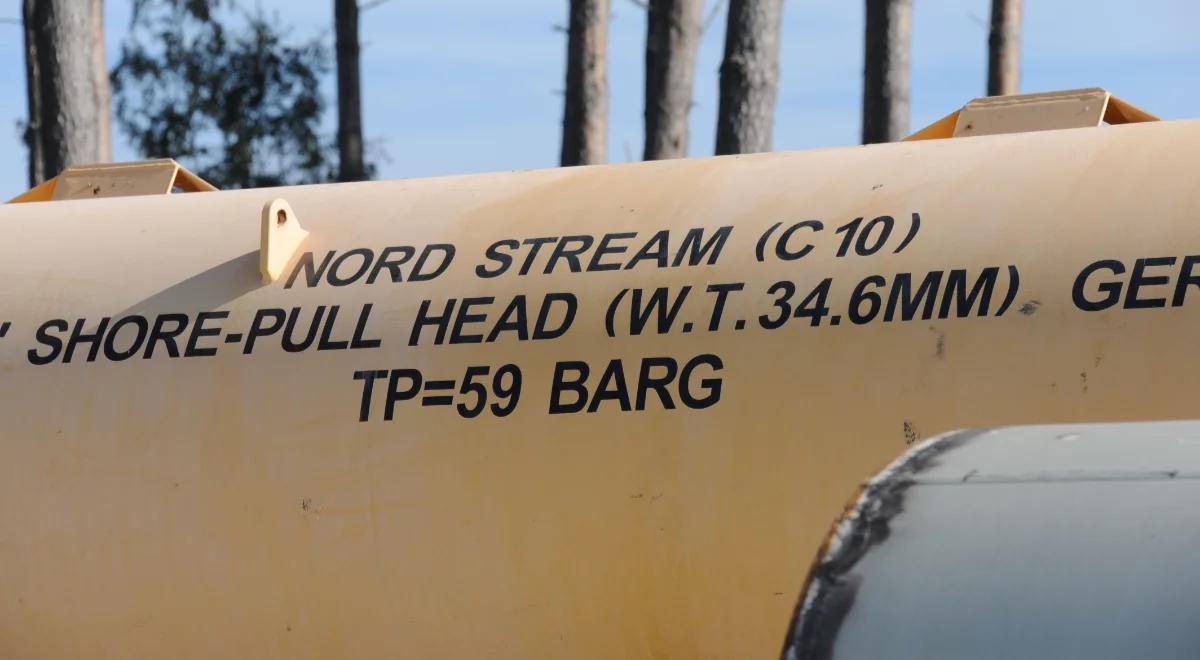 NORD STREAM (C10)
" SHORE-PULL HEAD (W.T. 34.6MM) GER
TP=59 BARG